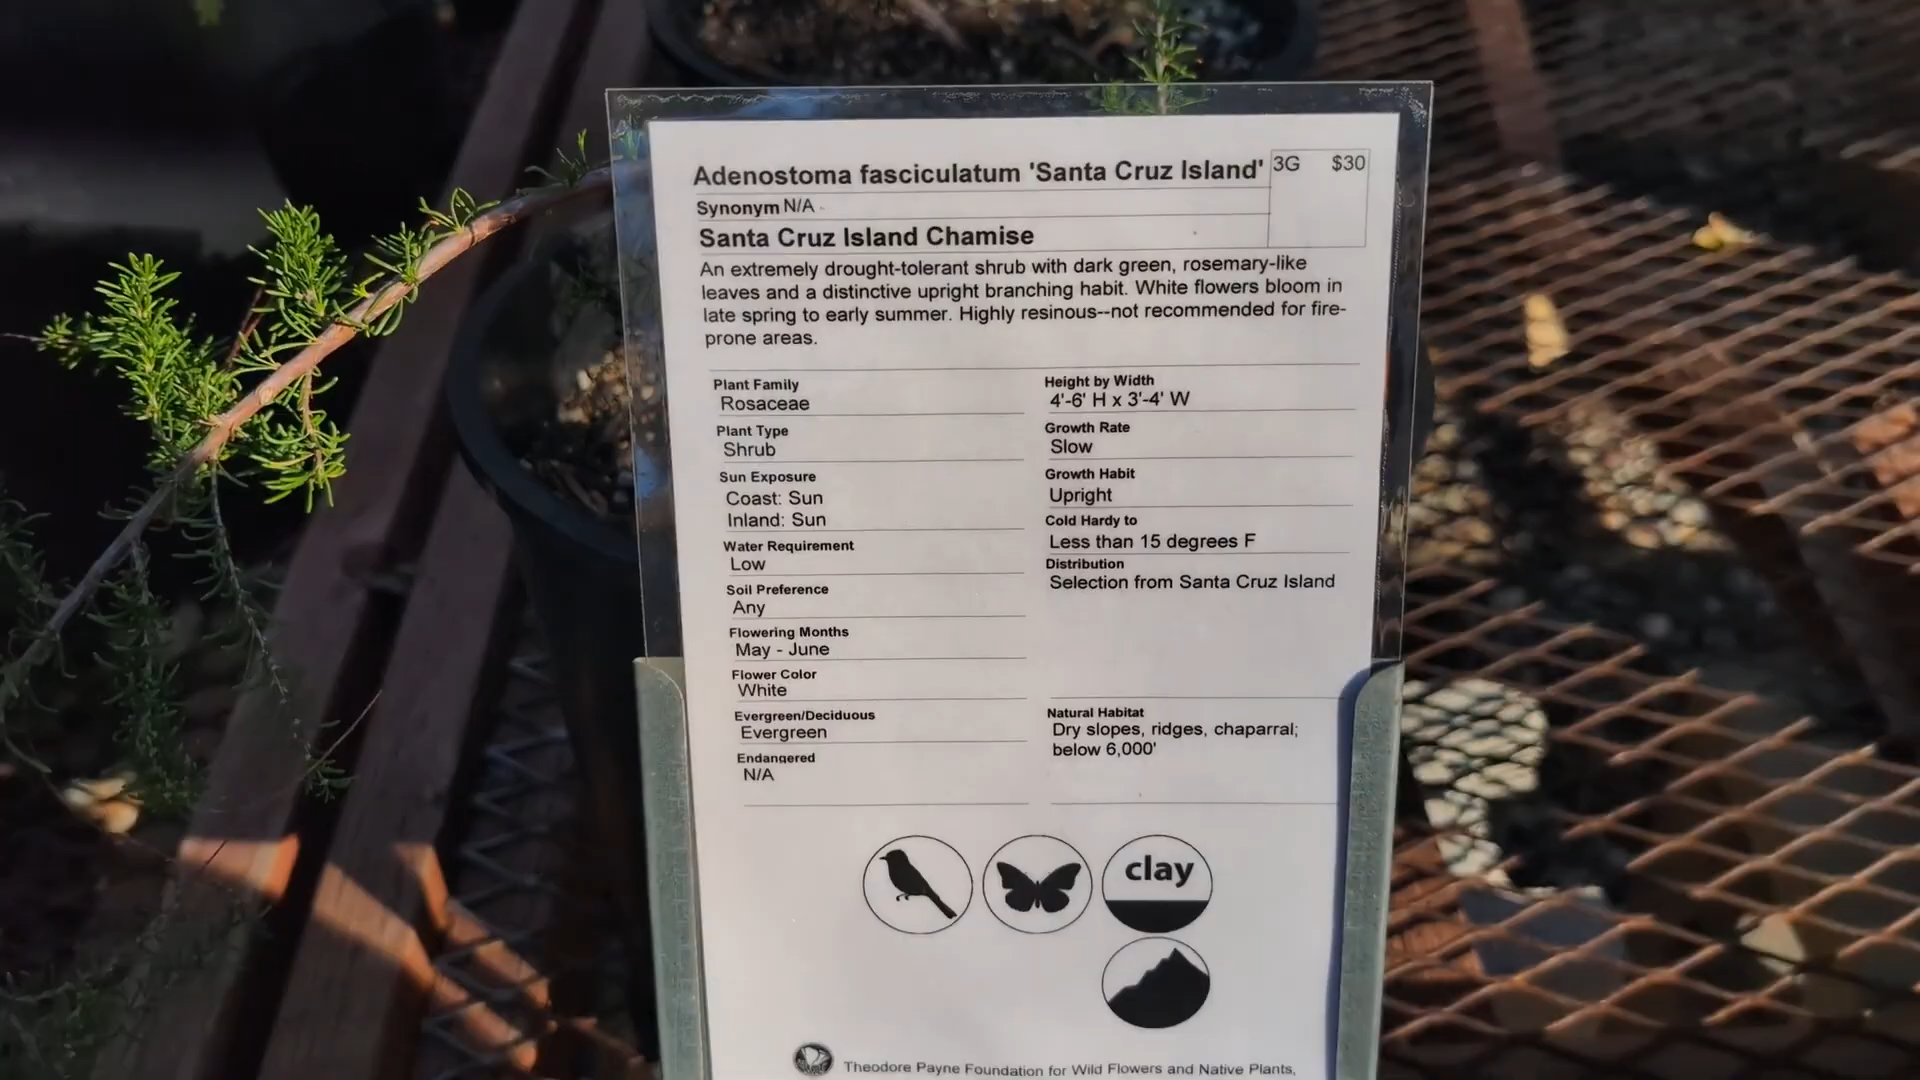 Adenostoma fasciculatum 'Santa Cruz Island' 3G $30
Synonym N/A
Santa Cruz Island Chamise
An extremely drought-tolerant shrub with dark green, rosemary-like
leaves and a distinctive upright branching habit. White flowers bloom in
late spring to early summer. Highly resinous--not recommended for fire-
prone areas.
Plant Family
Rosaceae
Plant Type
Shrub
Sun Exposure
Coast: Sun
Inland: Sun
Water Requirement
Low
Soil Preference
Any
Flowering Months
May - June
Flower Color
White
Evergreen/Deciduous
Evergreen
Endangered
N/A
Height by Width
4'-6' H x 3'-4' W
Growth Rate
Slow
Growth Habit
Upright
Cold Hardy to
Less than 15 degrees F
Distribution
Selection from Santa Cruz Island
Natural Habitat
Dry slopes, ridges, chaparral;
below 6,000'
clay
Theodore Payne Foundation for Wild Flowers and Native Plants,